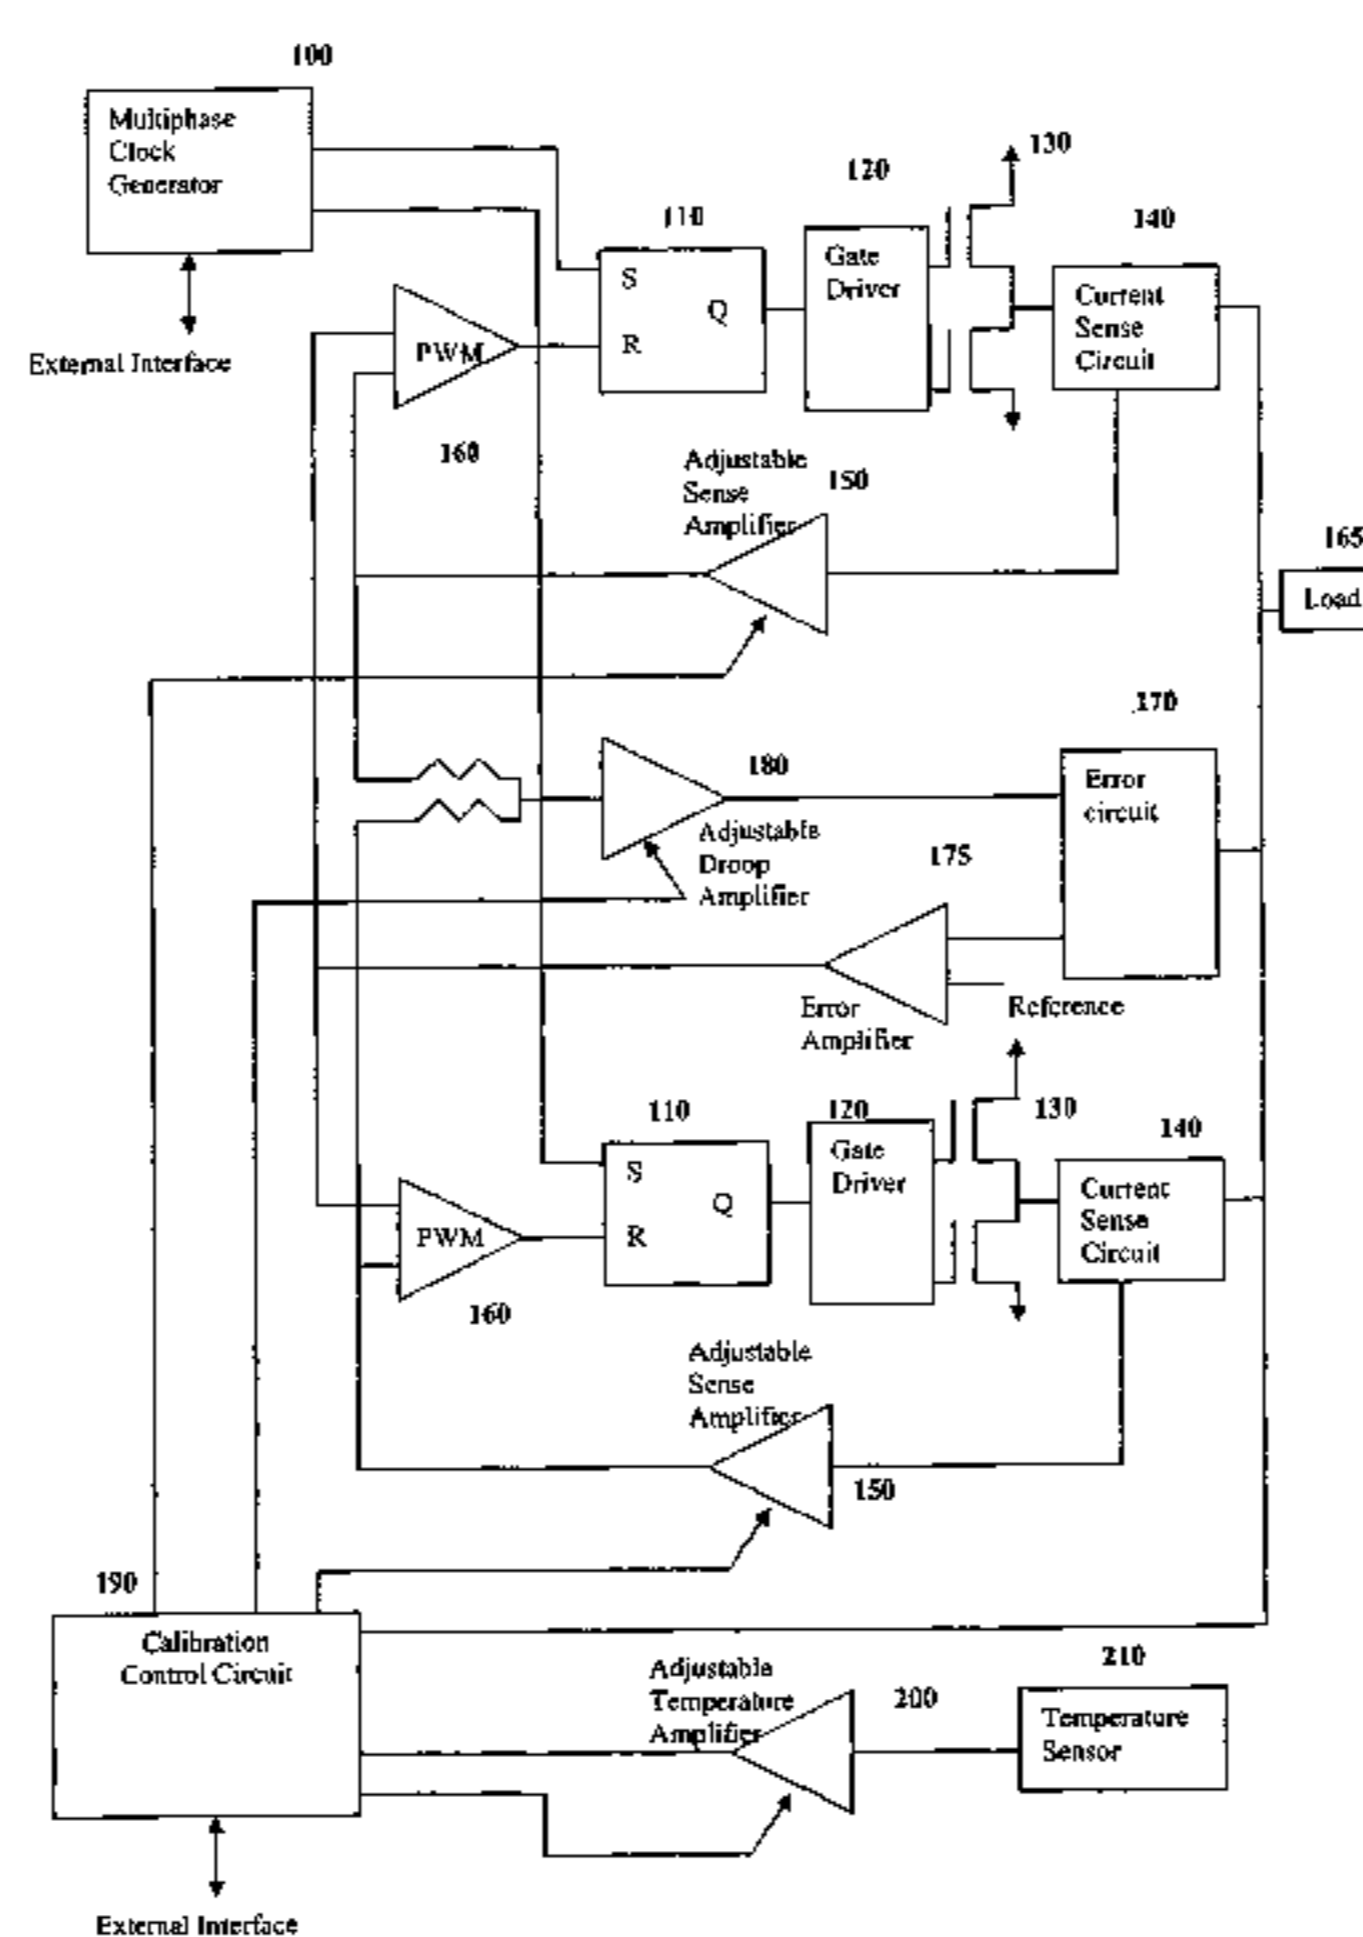 100
Multiphase
Clock
Generator
External Interface
PWM
160
110
S
Q
R
120
Gate
Driver
130
140
Current
Sense
Circuit
Adjustable
Sense
Amplifier
150
165
Load
170
Error
circuit
180
Adjustable
Droop
Amplifier
175
Error
Amplifier
Reference
110
S
Q
R
120
Gate
Driver
130
140
Current
Sense
Circuit
PWM
160
Adjustable
Sense
Amplifier
150
190
Calibration
Control Circuit
Adjustable
Temperature
Amplifier
200
210
Temperature
Sensor
External Interface